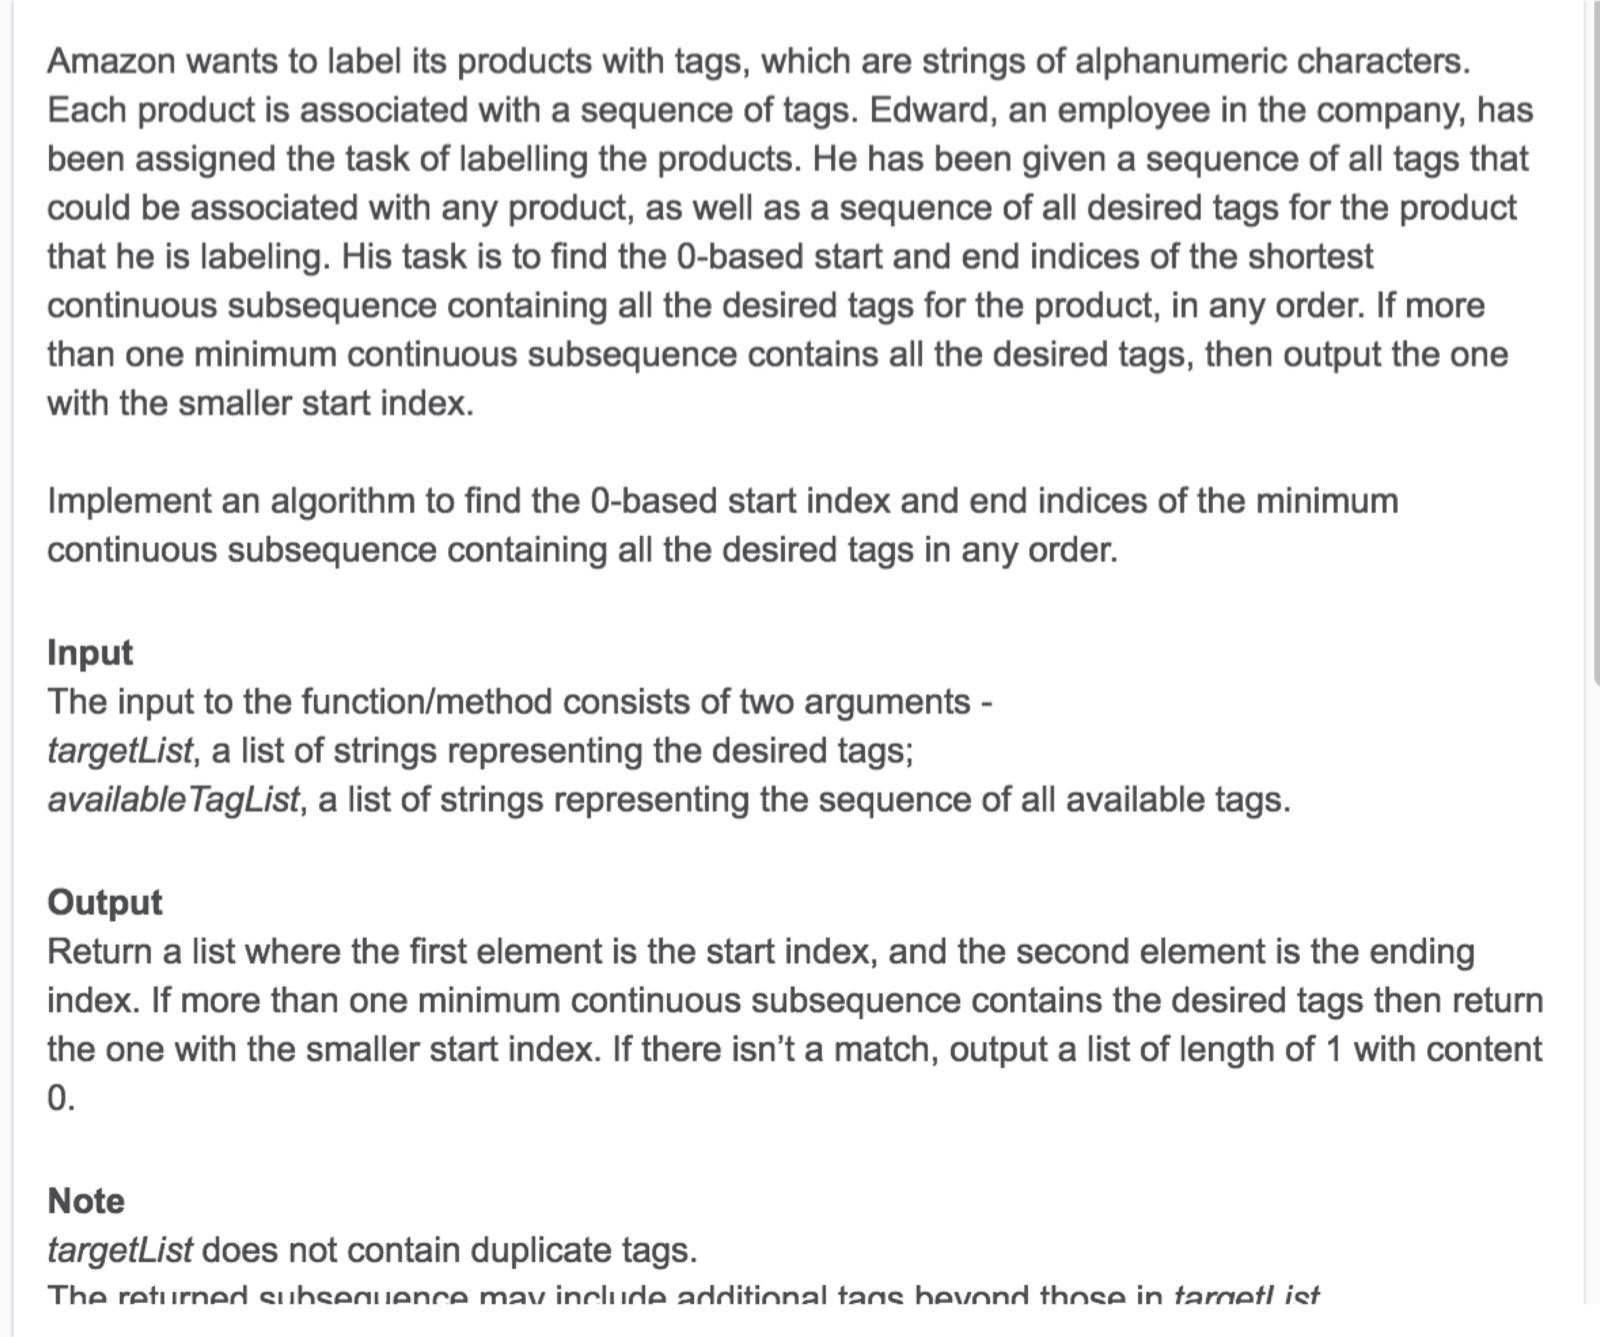 Amazon wants to label its products with tags, which are strings of alphanumeric characters.
Each product is associated with a sequence of tags. Edward, an employee in the company, has
been assigned the task of labelling the products. He has been given a sequence of all tags that
could be associated with any product, as well as a sequence of all desired tags for the product
that he is labeling. His task is to find the 0-based start and end indices of the shortest
continuous subsequence containing all the desired tags for the product, in any order. If more
than one minimum continuous subsequence contains all the desired tags, then output the one
with the smaller start index.
Implement an algorithm to find the 0-based start index and end indices of the minimum
continuous subsequence containing all the desired tags in any order.
Input
The input to the function/method consists of two arguments -
targetList, a list of strings representing the desired tags;
availableTagList, a list of strings representing the sequence of all available tags.
Output
Return a list where the first element is the start index, and the second element is the ending
index. If more than one minimum continuous subsequence contains the desired tags then return
the one with the smaller start index. If there isn't a match, output a list of length of 1 with content
0.
Note
targetList does not contain duplicate tags.
The returned subsequence may include additional tags beyond those in targetList